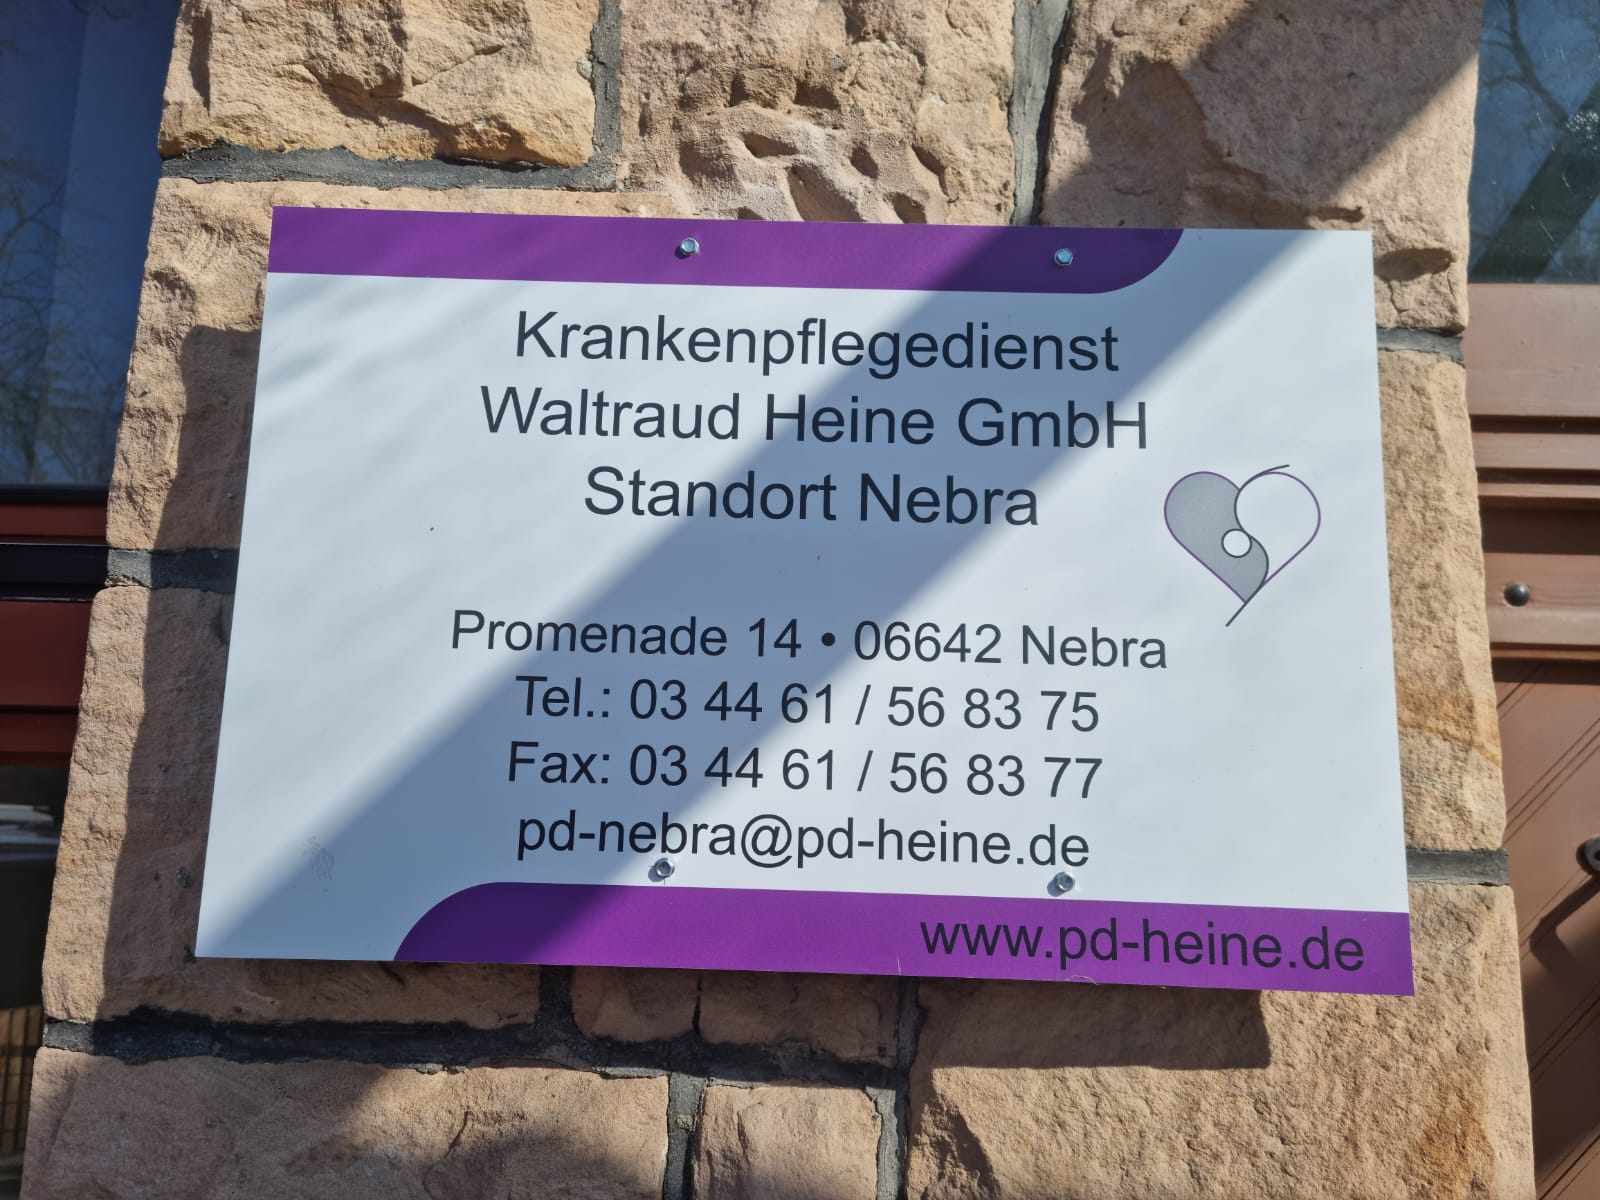 Krankenpflegedienst
Waltraud Heine GmbH
Standort Nebra
Promenade 14 • 06642 Nebra
Tel.: 03 44 61 / 56 83 75
Fax: 03 44 61 / 56 83 77
pd-nebra@pd-heine.de
www.pd-heine.de